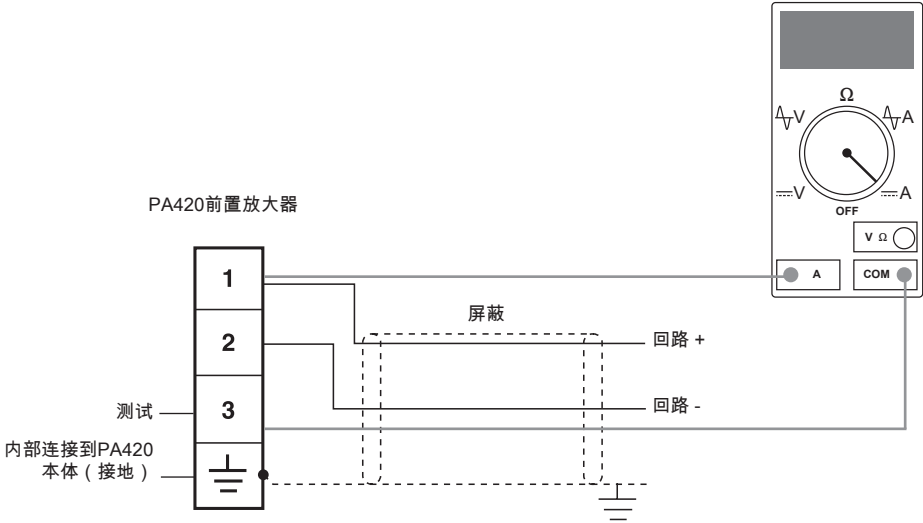 Ω
V
A
V
A
OFF
V Ω
A
COM
PA420前置放大器
1
2
3
屏蔽
回路 +
回路 -
测试
内部连接到PA420
本体（接地）